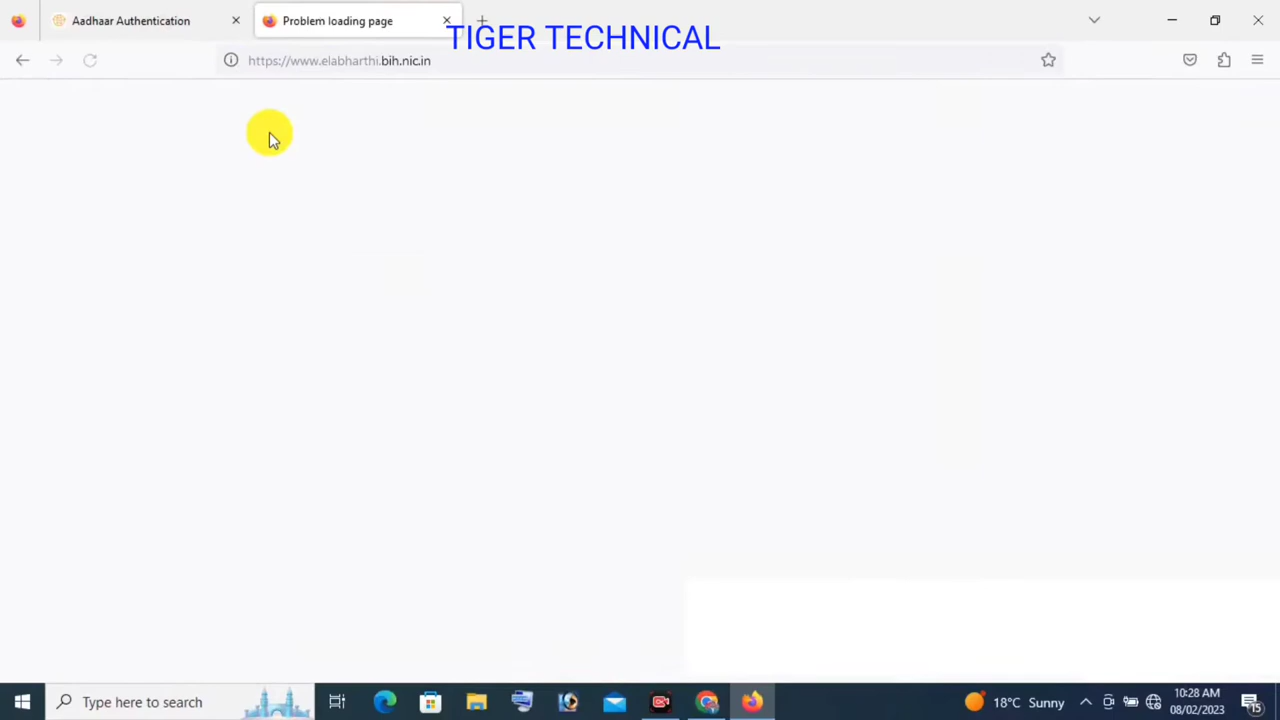 Aadhaar Authentication
Problem loading page
TIGER TECHNICAL
https://www.elabharthi.bih.nic.in
Type here to search
18°C Sunny
10:28 AM
08/02/2023
15